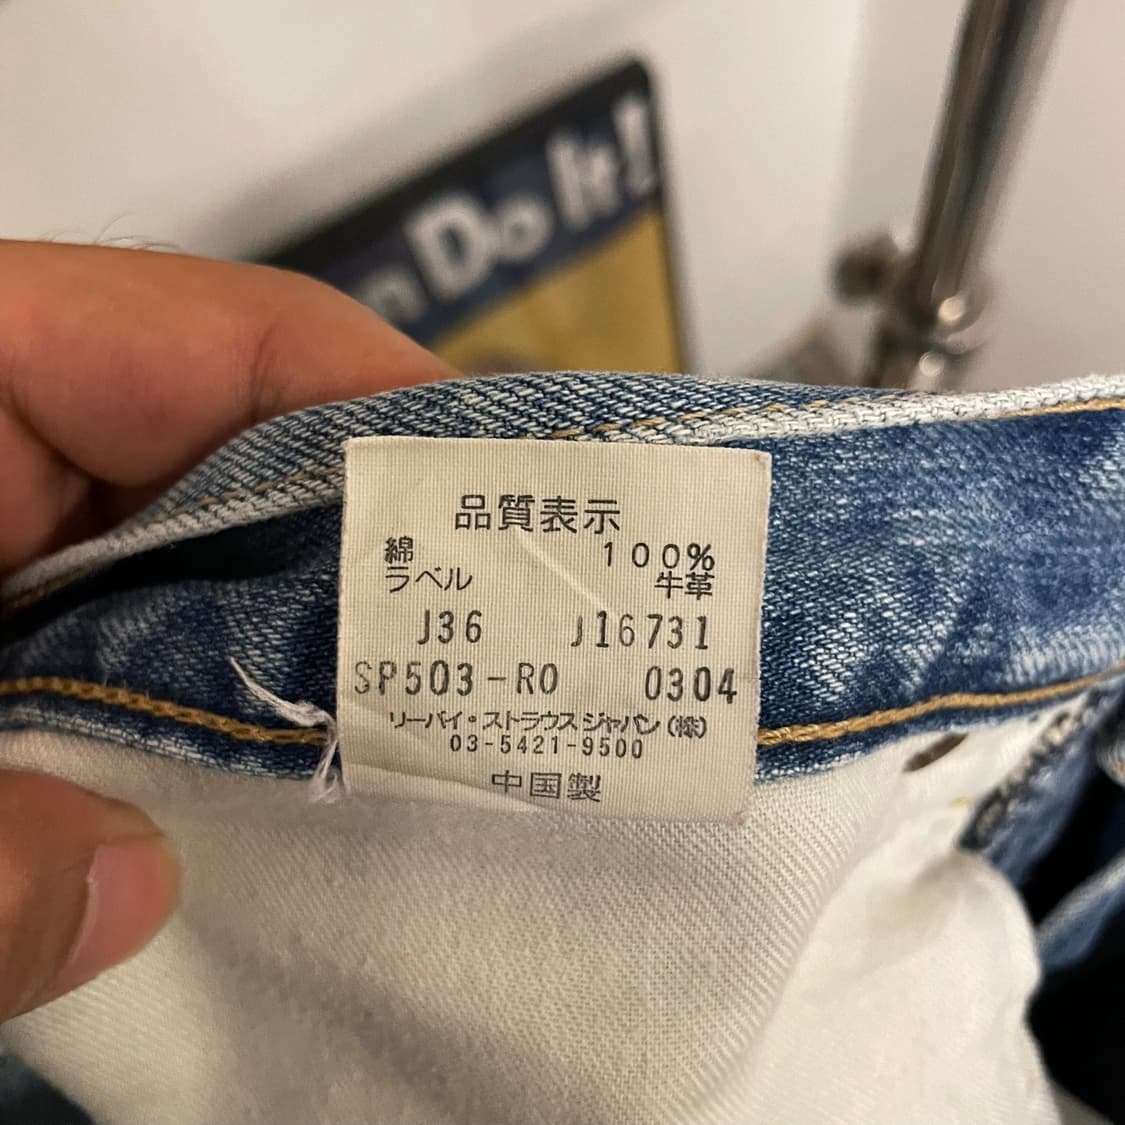 n Do It!
品質表示
綿 100%
ラベル 牛革
J36 J16731
SP503-R0 0304
リーバイ・ストラウス ジャパン(株)
03-5421-9500
中国製